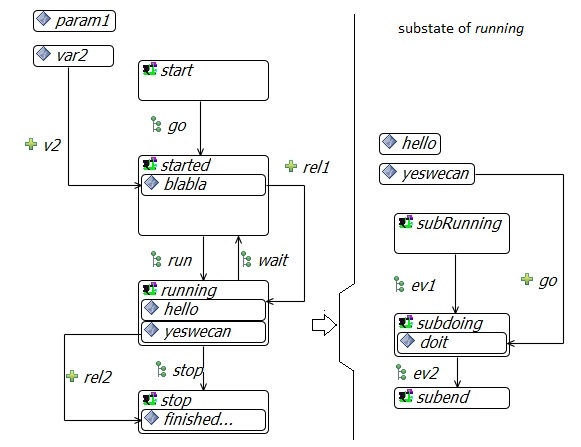 param1
var2
start
v2
go
started
blabla
rel1
run
wait
running
hello
yeswecan
rel2
stop
stop
finished...
substate of running
hello
yeswecan
subRunning
ev1
go
subdoing
doit
ev2
subend